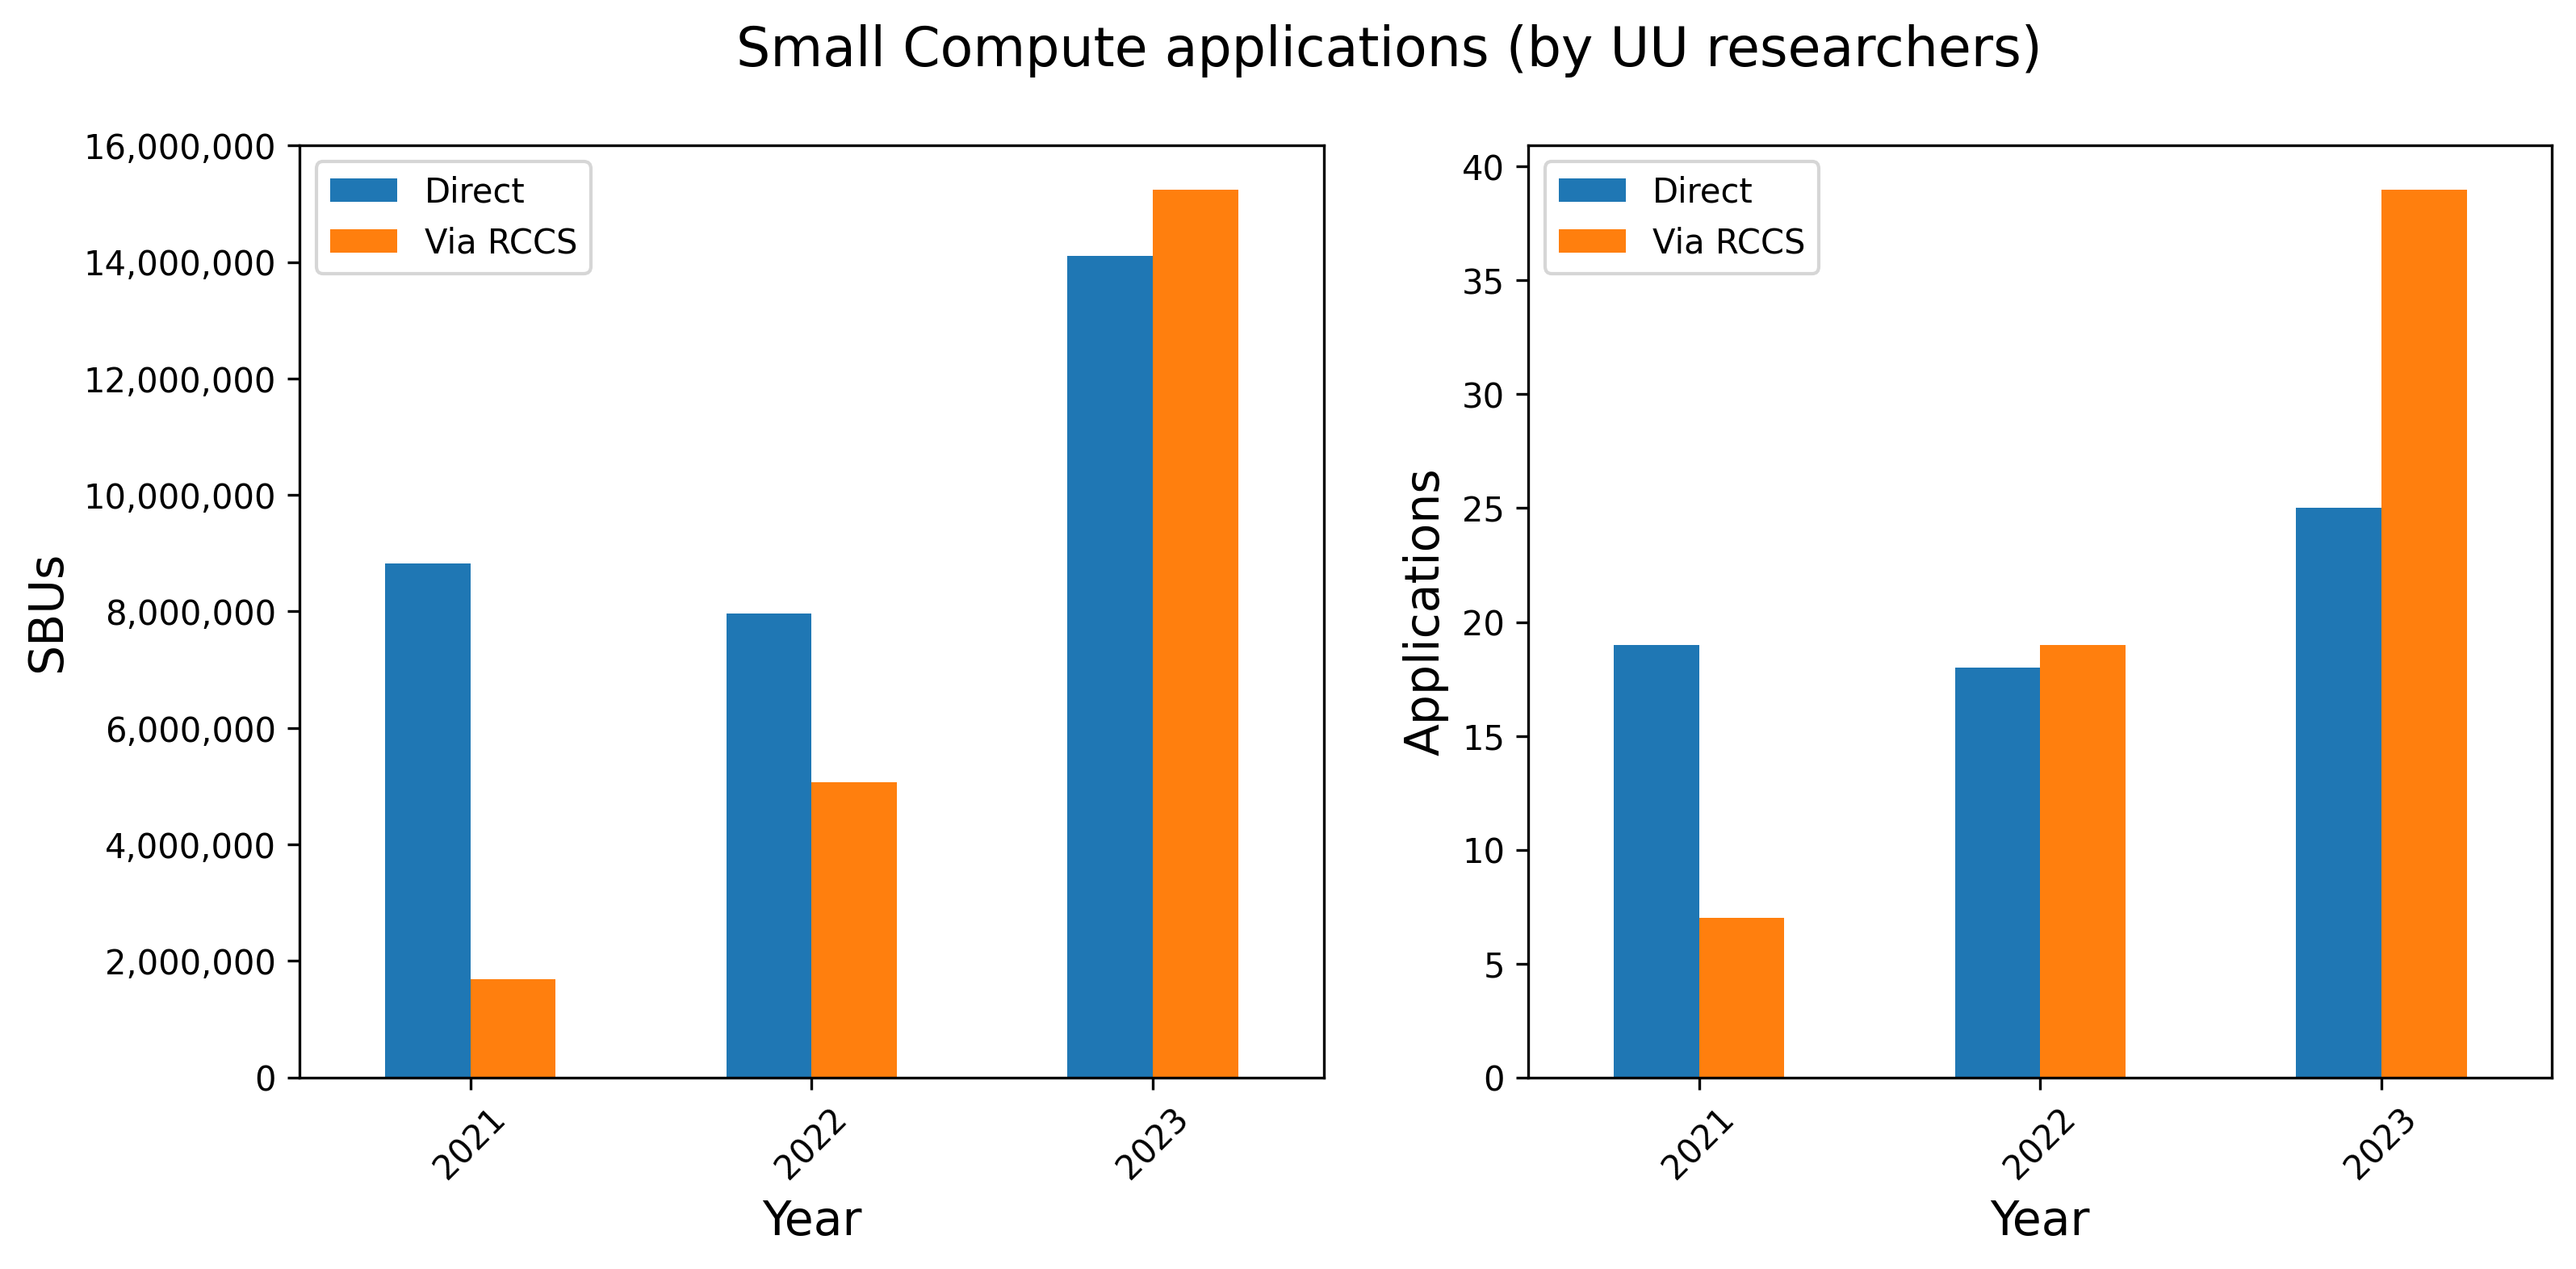 Small Compute applications (by UU researchers)
16,000,000
14,000,000
12,000,000
10,000,000
8,000,000
6,000,000
4,000,000
2,000,000
0
SBUs
Direct
Via RCCS
2021
2022
2023
Year
40
35
30
25
20
15
10
5
0
Applications
Direct
Via RCCS
2021
2022
2023
Year